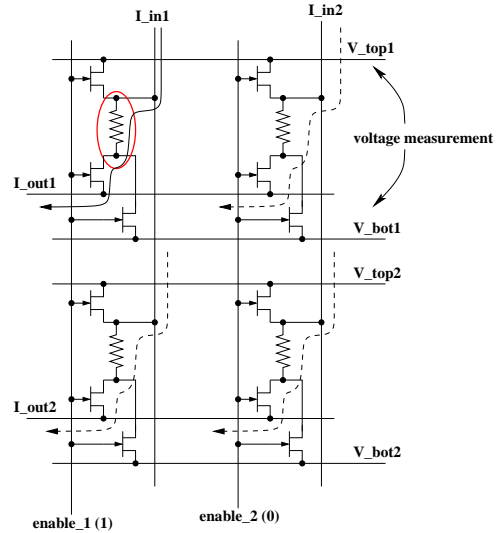 I_in1
I_in2
V_top1
voltage measurement
I_out1
V_bot1
V_top2
I_out2
V_bot2
enable_1 (1)
enable_2 (0)